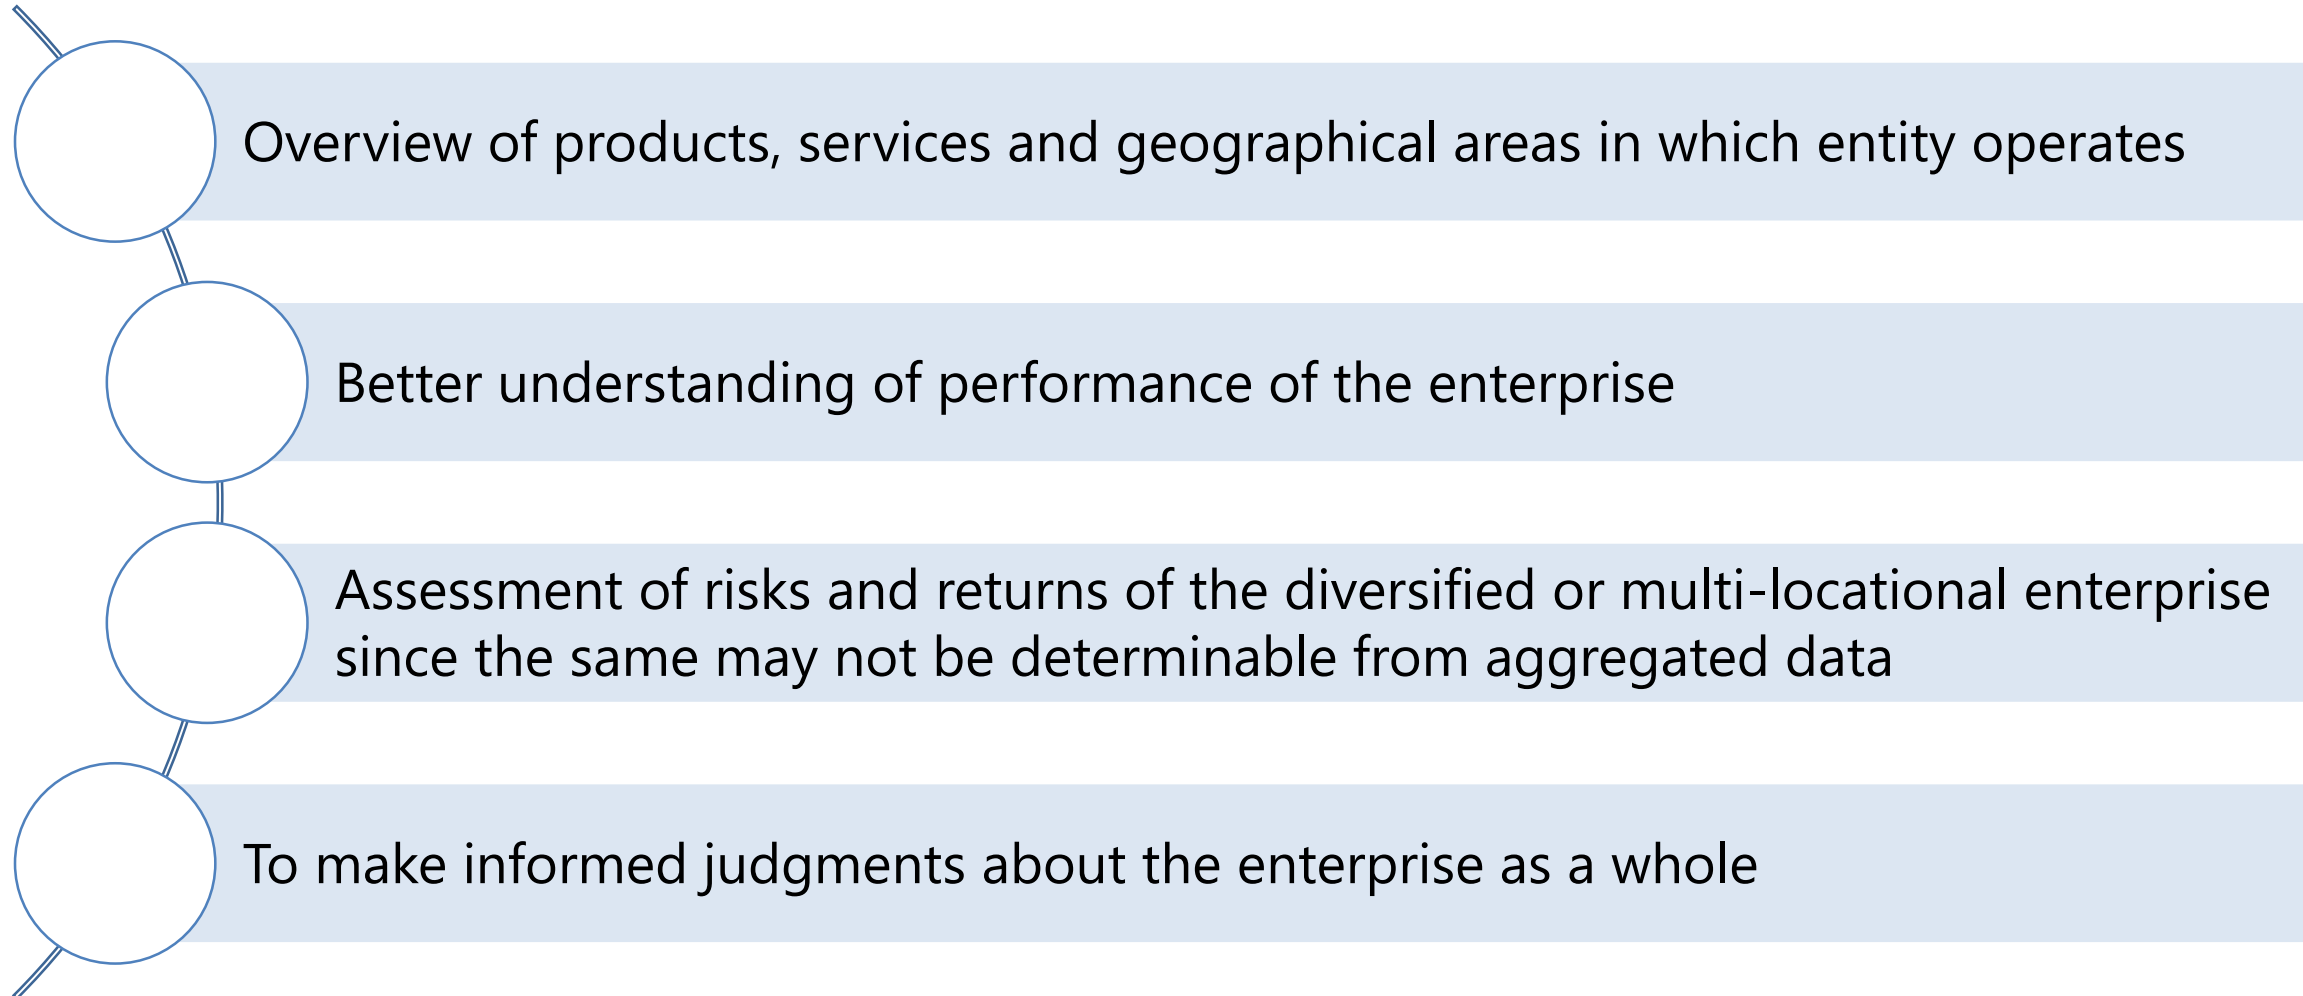 Overview of products, services and geographical areas in which entity operates
Better understanding of performance of the enterprise
Assessment of risks and returns of the diversified or multi-locational enterprise
since the same may not be determinable from aggregated data
To make informed judgments about the enterprise as a whole